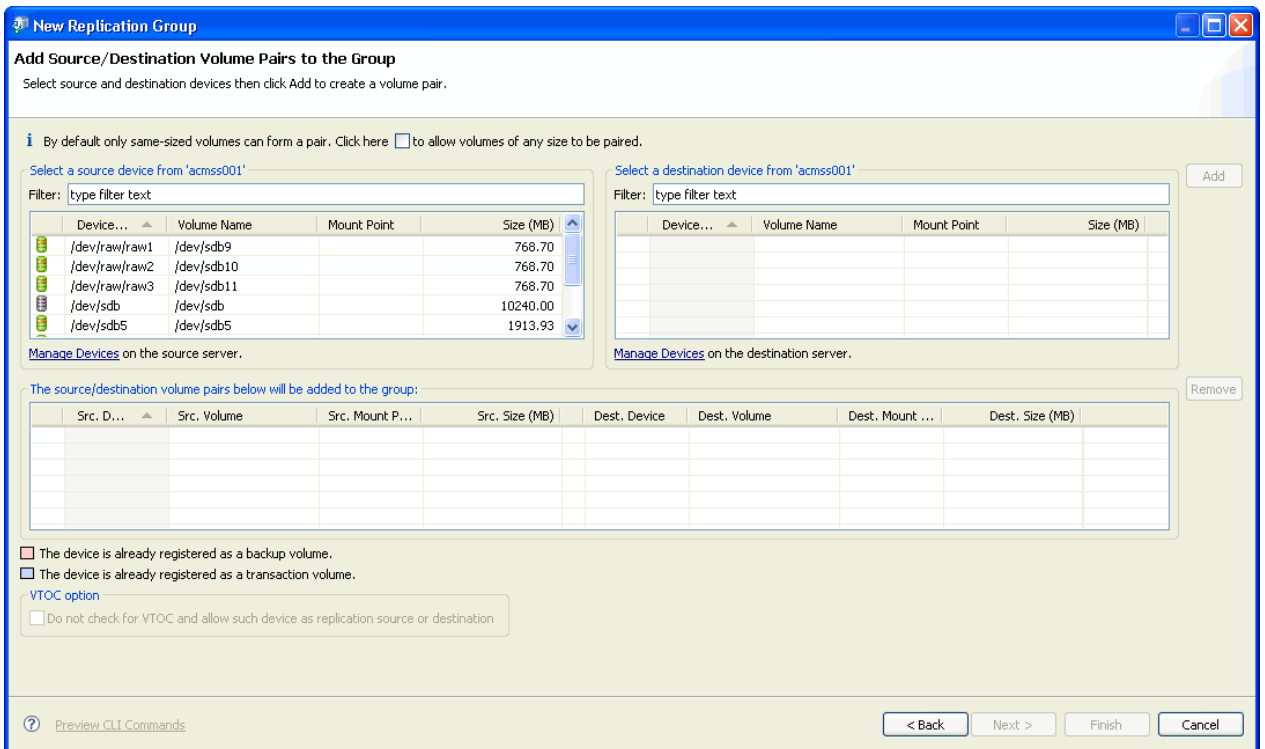 New Replication Group
Add Source/Destination Volume Pairs to the Group
Select source and destination devices then click Add to create a volume pair.
i By default only same-sized volumes can form a pair. Click here to allow volumes of any size to be paired.
Select a source device from 'acmss001'
Filter: type filter text
Device... Volume Name Mount Point Size (MB)
/dev/raw/raw1 /dev/sdb9 768.70
/dev/raw/raw2 /dev/sdb10 768.70
/dev/raw/raw3 /dev/sdb11 768.70
/dev/sdb /dev/sdb 10240.00
/dev/sdb5 /dev/sdb5 1913.93
Manage Devices on the source server.
Select a destination device from 'acmss001'
Filter: type filter text
Device... Volume Name Mount Point Size (MB)
Manage Devices on the destination server.
Add
The source/destination volume pairs below will be added to the group:
Src. D... Src. Volume Src. Mount P... Src. Size (MB) Dest. Device Dest. Volume Dest. Mount ... Dest. Size (MB)
Remove
The device is already registered as a backup volume.
The device is already registered as a transaction volume.
VTOC option
Do not check for VTOC and allow such device as replication source or destination
? Preview CLI Commands
< Back Next > Finish Cancel